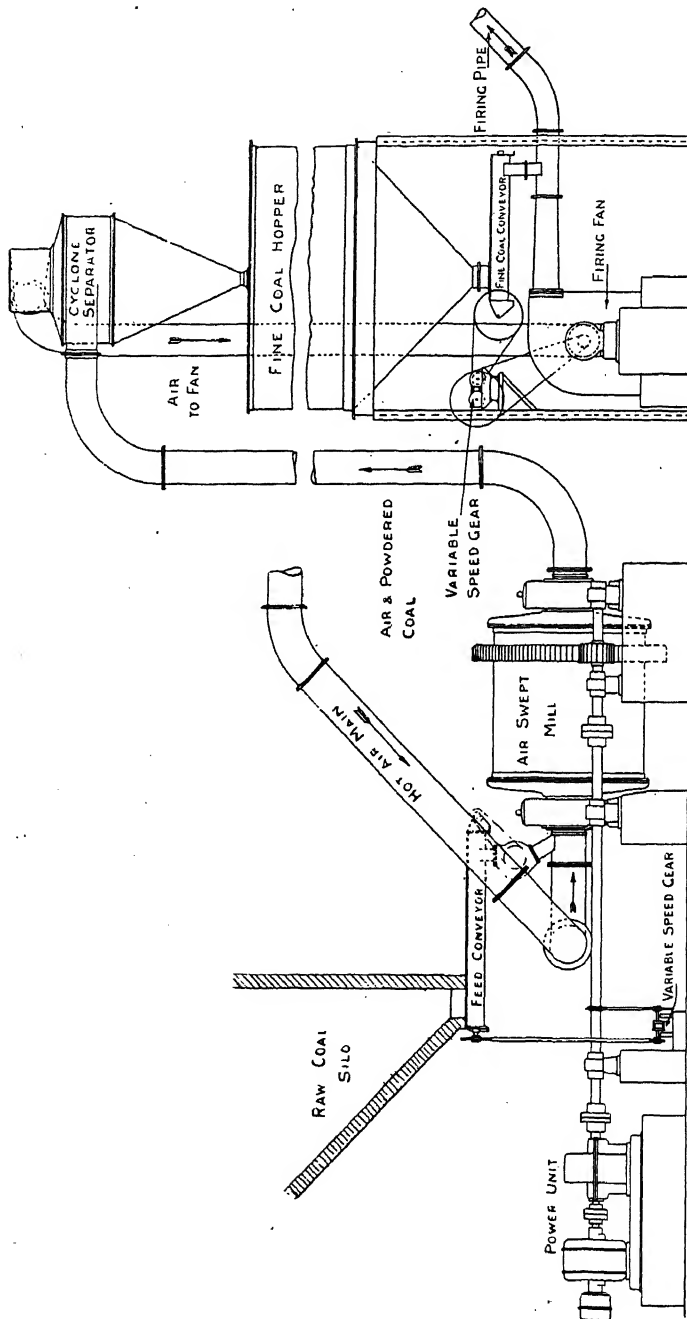 FIRING PIPE
CYCLONE
SEPARATOR
FINE COAL HOPPER
FINE COAL CONVEYOR
AIR
TO FAN
FIRING FAN
VARIABLE
SPEED GEAR
AIR & POWDERED
COAL
HOT AIR MAIN
AIR SWEPT
MILL
FEED CONVEYOR
RAW COAL
SILO
VARIABLE SPEED GEAR
POWER UNIT